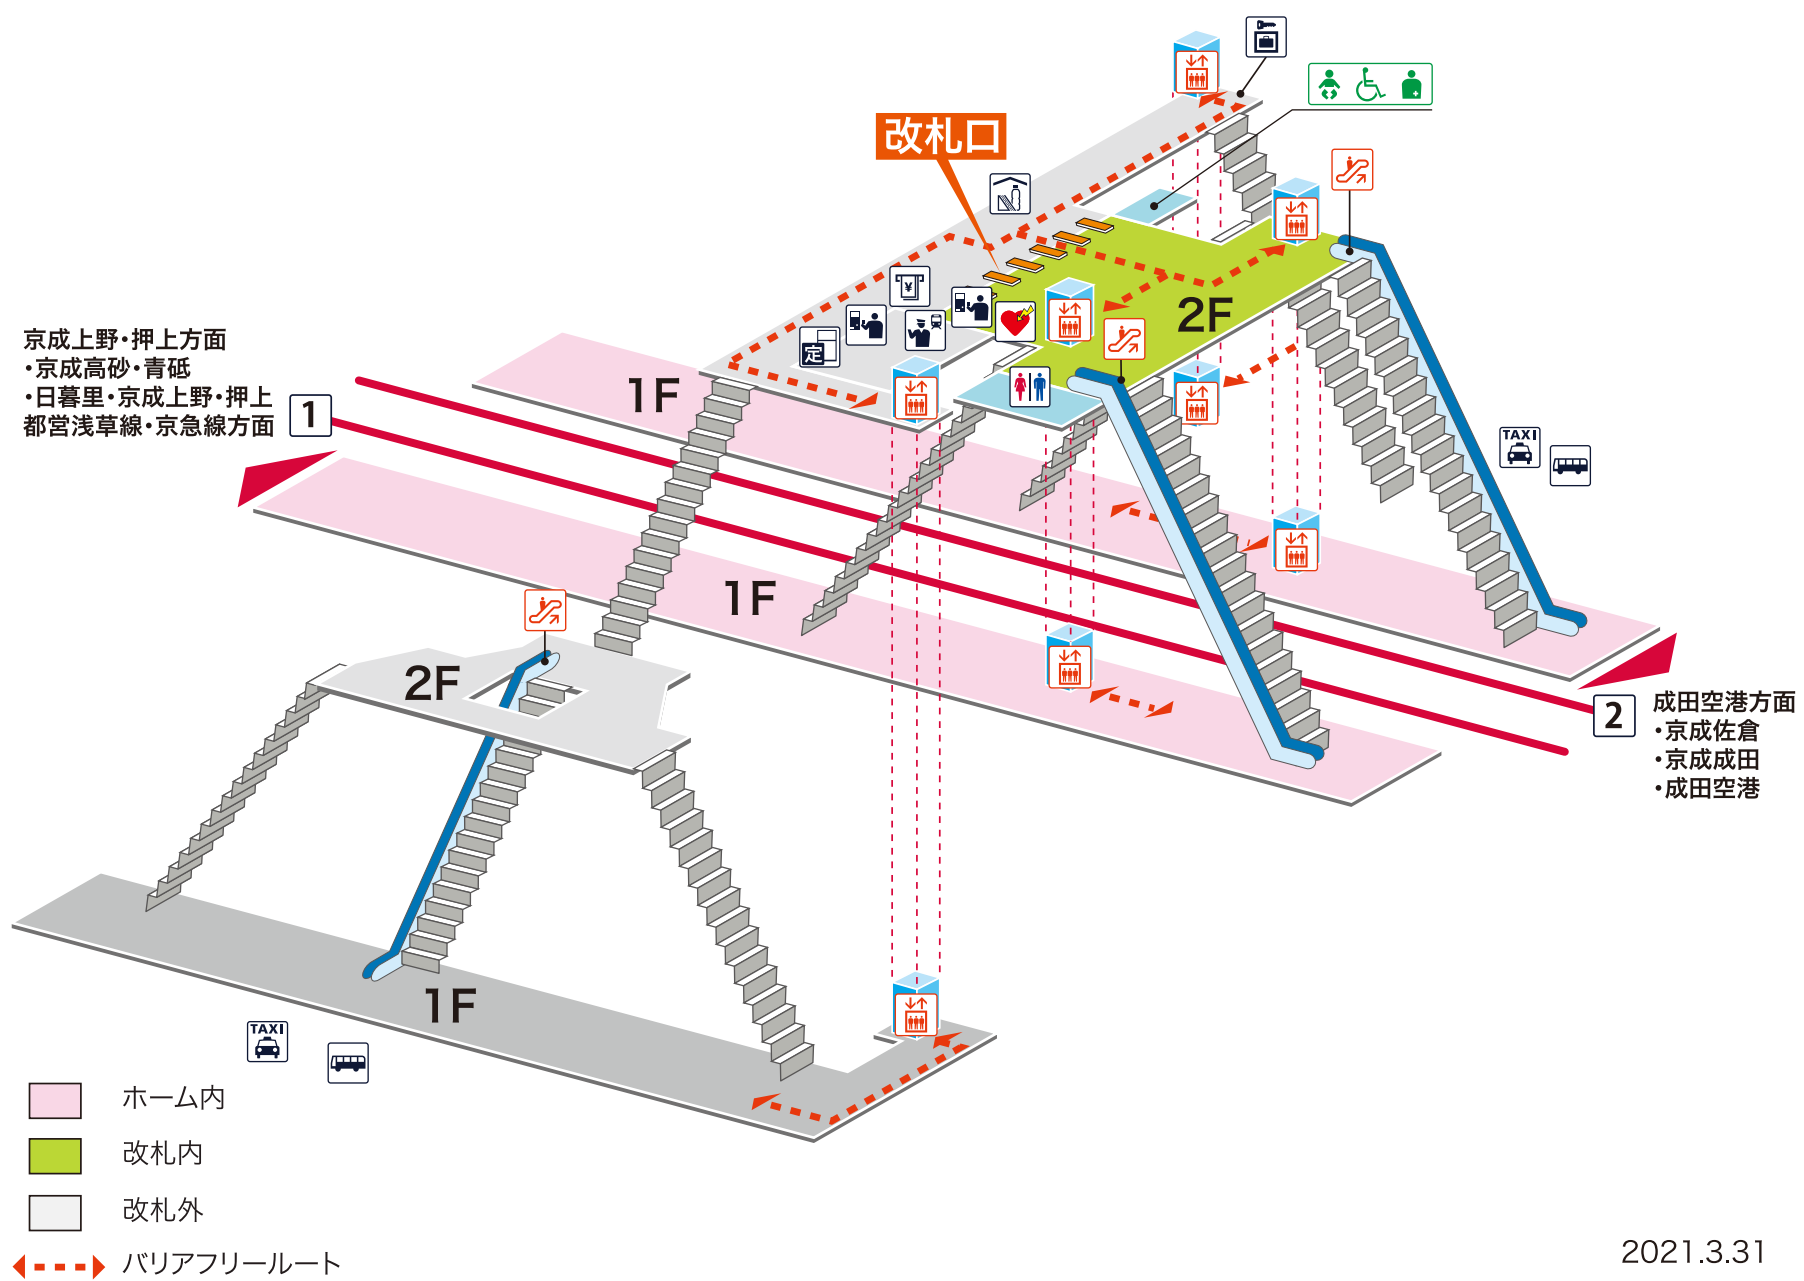 改札口
2F
京成上野・押上方面
・京成高砂・青砥
・日暮里・京成上野・押上
都営浅草線・京急線方面
1
1F
¥
定
TAXI
1F
2F
2
成田空港方面
・京成佐倉
・京成成田
・成田空港
1F
TAXI
ホーム内
改札内
改札外
バリアフリールート
2021.3.31